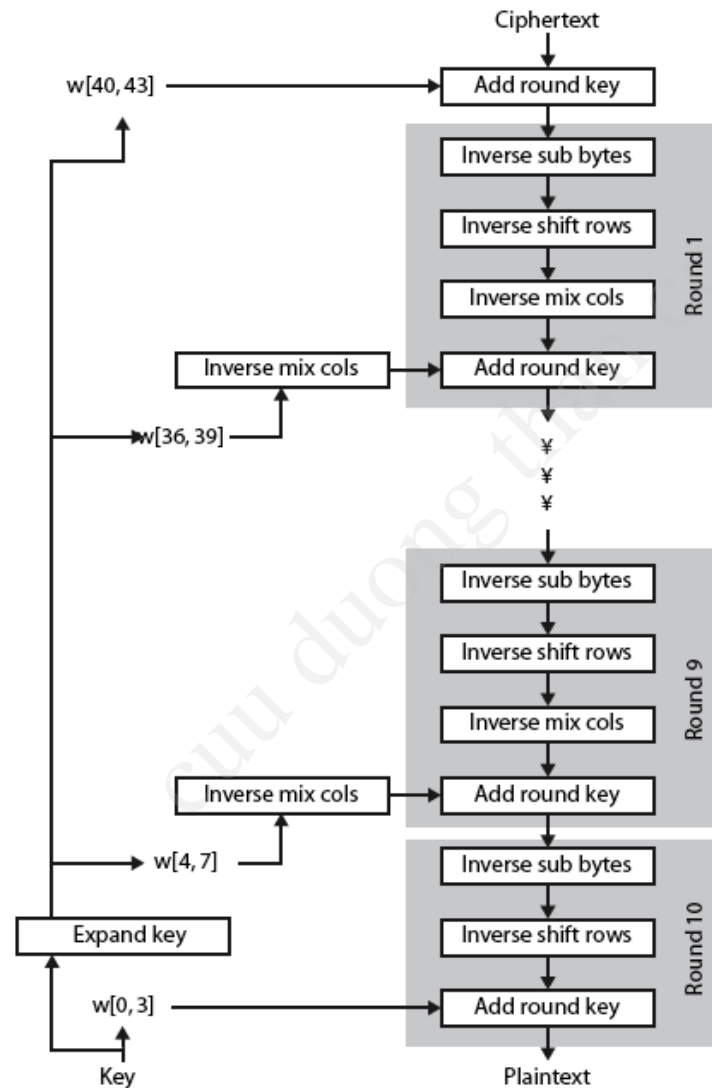 Ciphertext
w[40, 43]
Add round key
Inverse sub bytes
Inverse shift rows
Inverse mix cols
Round 1
Inverse mix cols
Add round key
w[36, 39]
¥
¥
¥
Inverse sub bytes
Inverse shift rows
Round 9
Inverse mix cols
Inverse mix cols
Add round key
w[4, 7]
Inverse sub bytes
Expand key
Inverse shift rows
Round 10
w[0, 3]
Add round key
Key
Plaintext
cuu duong than c